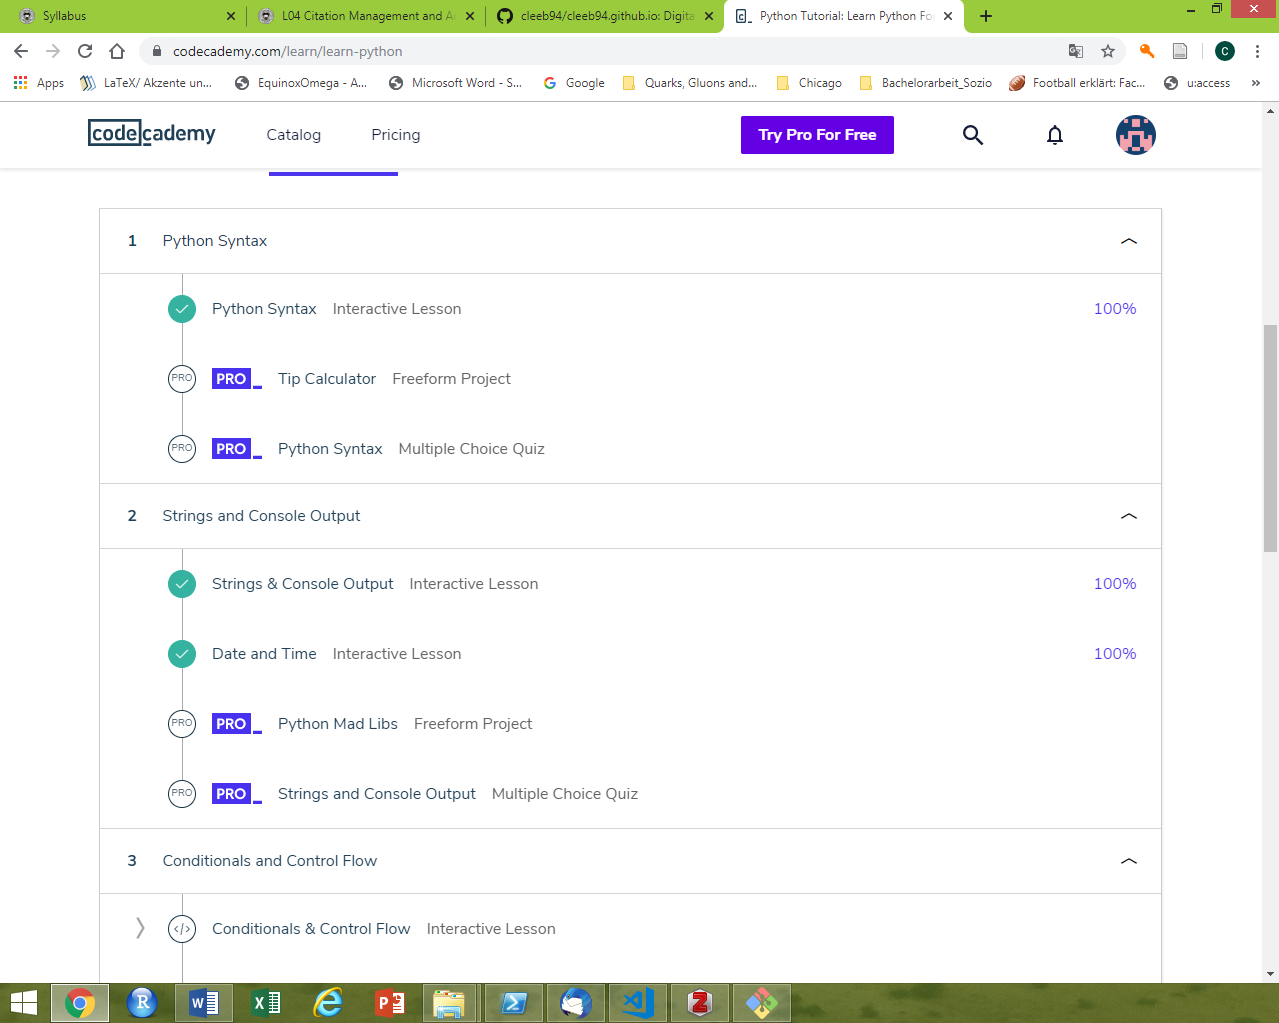 Syllabus
L04 Citation Management and A
cleeb94/cleeb94.github.io: Digita
Python Tutorial: Learn Python Fo
codecademy.com/learn/learn-python
C
Apps
LaTeX/ Akzente un...
EquinoxOmega - A...
Microsoft Word - S...
Google
Quarks, Gluons and...
Chicago
Bachelorarbeit_Sozio
Football erklärt: Fac...
u:access
»
codecademy
Catalog
Pricing
Try Pro For Free
1 Python Syntax
Python Syntax Interactive Lesson 100%
PRO PRO_ Tip Calculator Freeform Project
PRO PRO_ Python Syntax Multiple Choice Quiz
2 Strings and Console Output
Strings & Console Output Interactive Lesson 100%
Date and Time Interactive Lesson 100%
PRO PRO_ Python Mad Libs Freeform Project
PRO PRO_ Strings and Console Output Multiple Choice Quiz
3 Conditionals and Control Flow
</> Conditionals & Control Flow Interactive Lesson